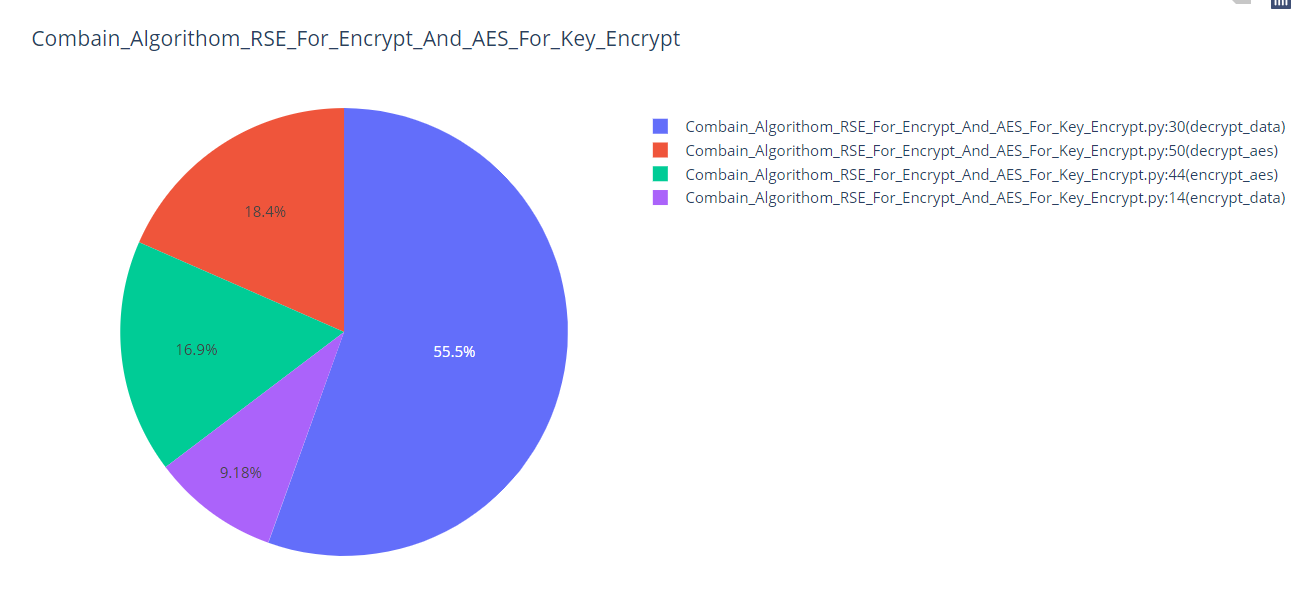 Combain_Algorithom_RSE_For_Encrypt_And_AES_For_Key_Encrypt
Combain_Algorithom_RSE_For_Encrypt_And_AES_For_Key_Encrypt.py:30(decrypt_data)
Combain_Algorithom_RSE_For_Encrypt_And_AES_For_Key_Encrypt.py:50(decrypt_aes)
Combain_Algorithom_RSE_For_Encrypt_And_AES_For_Key_Encrypt.py:44(encrypt_aes)
Combain_Algorithom_RSE_For_Encrypt_And_AES_For_Key_Encrypt.py:14(encrypt_data)
18.4%
16.9%
55.5%
9.18%